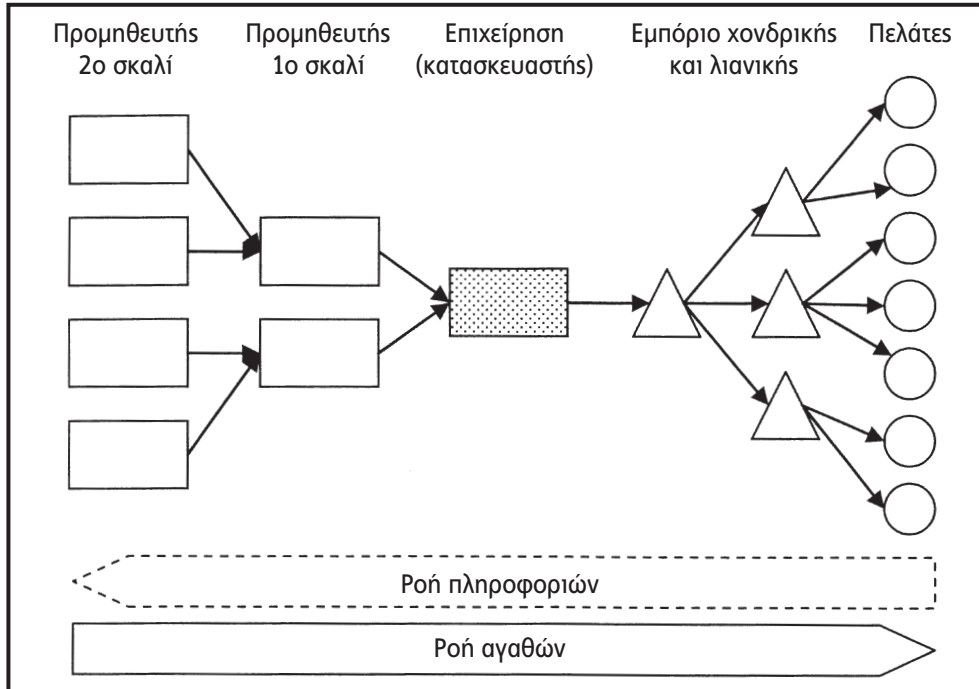 Προμηθευτής
2ο σκαλί
Προμηθευτής
1ο σκαλί
Επιχείρηση
(κατασκευαστής)
Εμπόριο χονδρικής
και λιανικής
Πελάτες
Ροή πληροφοριών
Ροή αγαθών